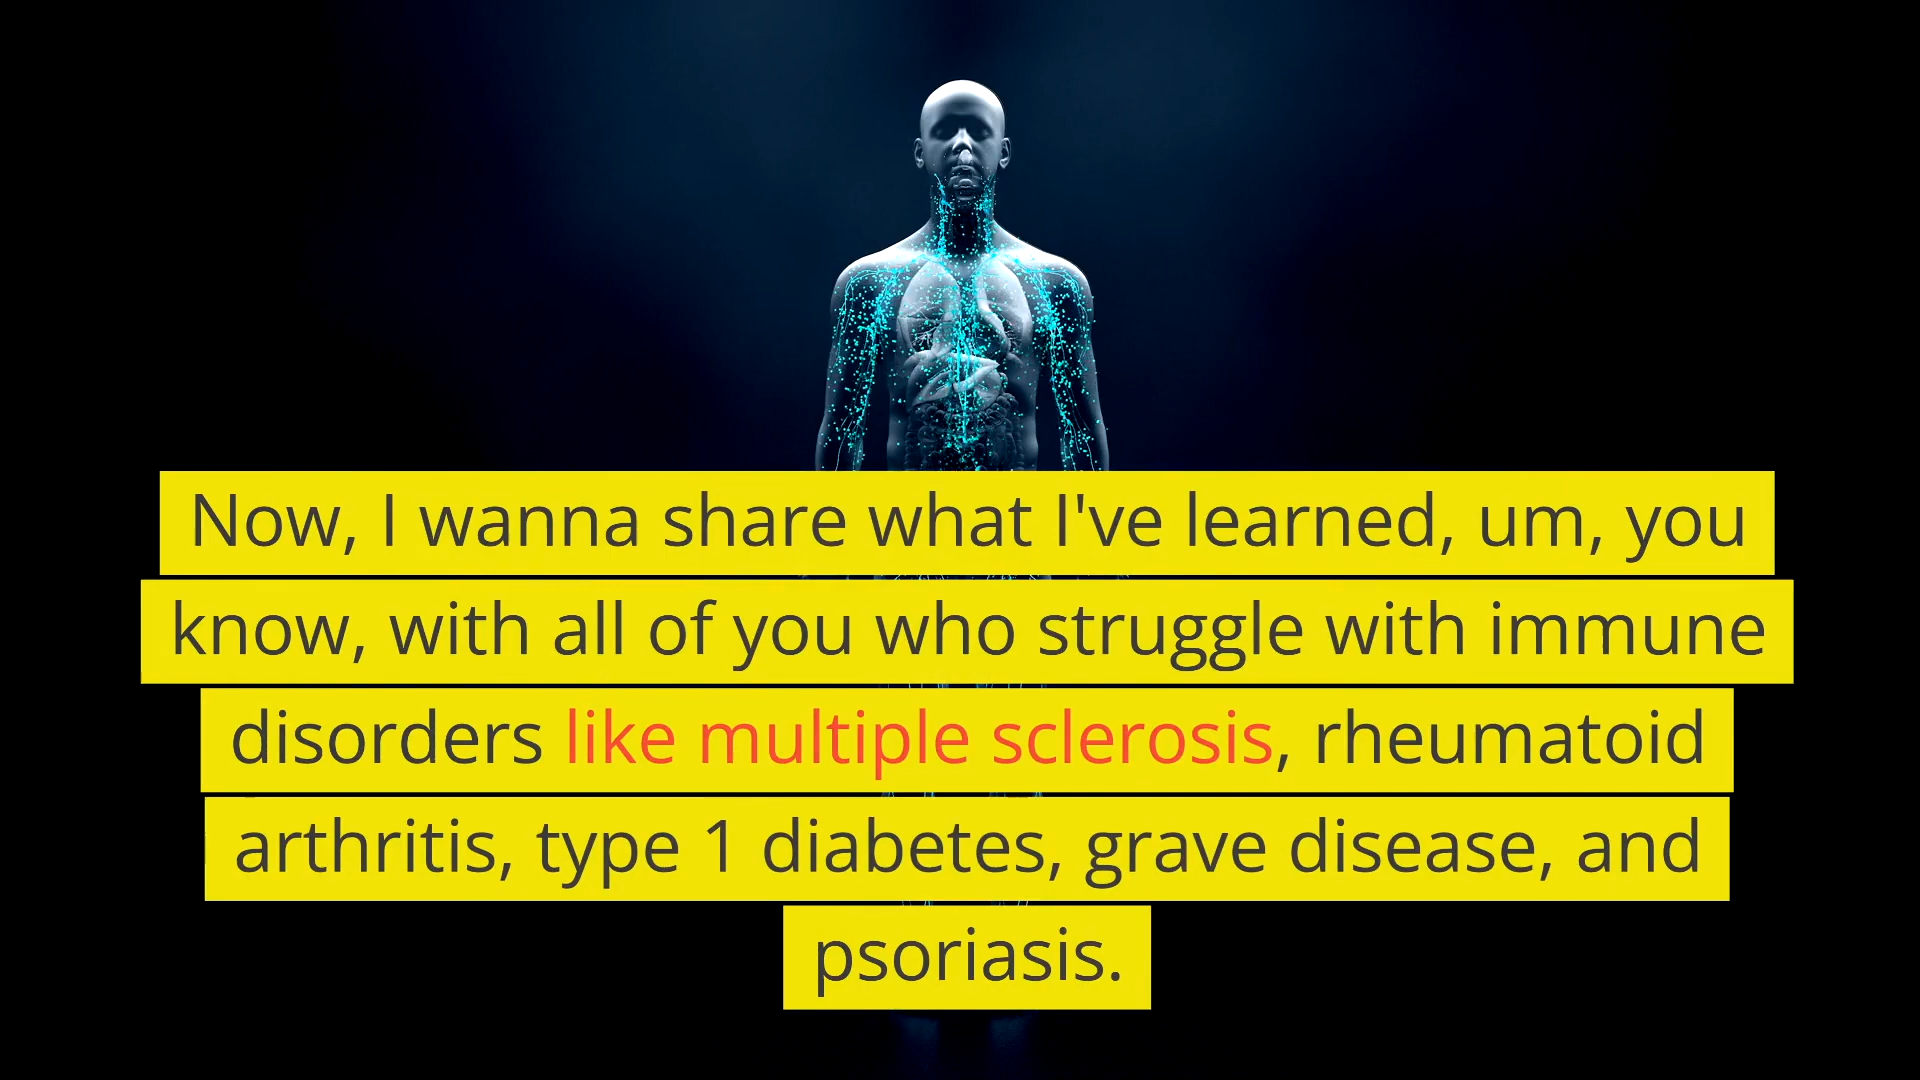 Now, I wanna share what I've learned, um, you
know, with all of you who struggle with immune
disorders like multiple sclerosis, rheumatoid
arthritis, type 1 diabetes, grave disease, and
psoriasis.